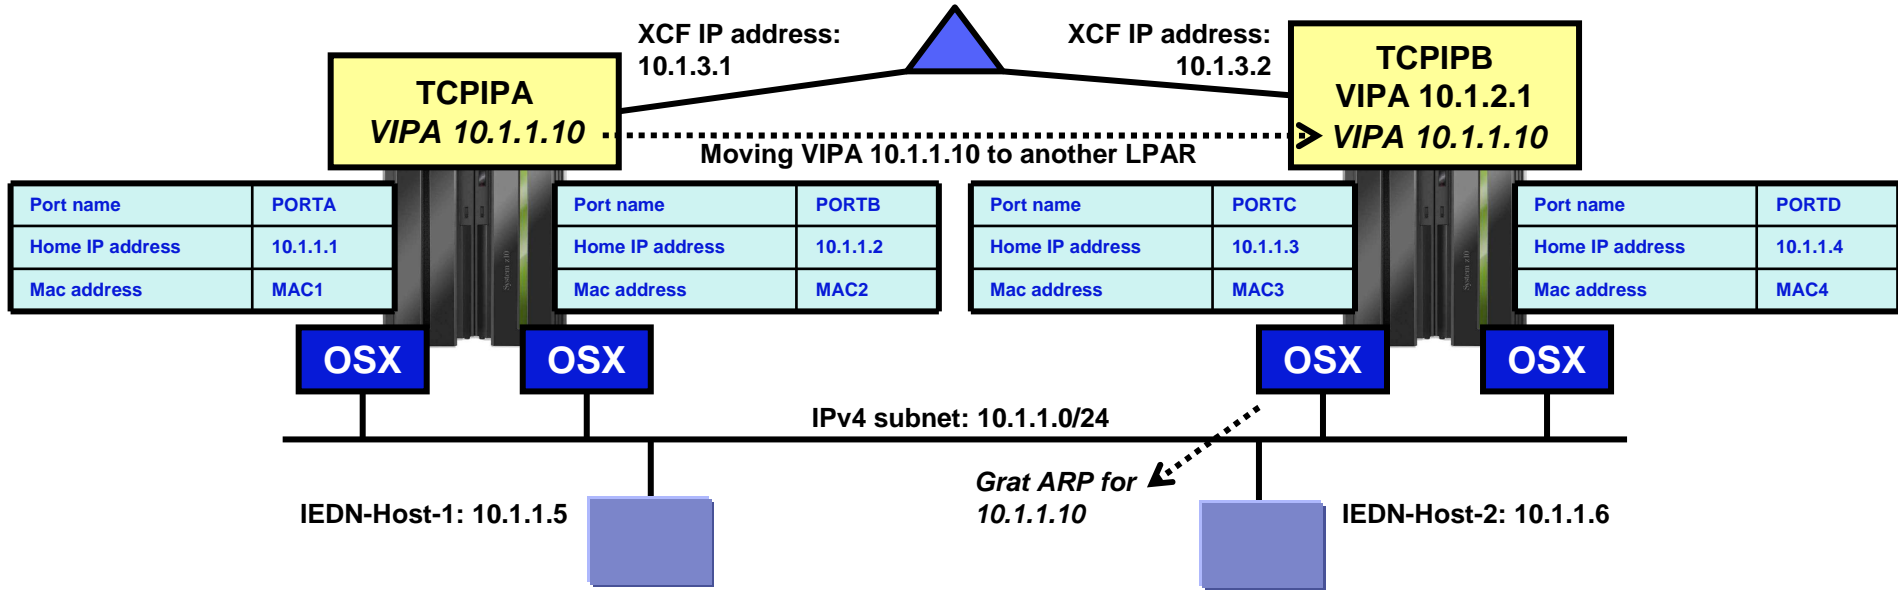 XCF IP address:
10.1.3.1
XCF IP address:
10.1.3.2
TCPIPA
VIPA 10.1.1.10
TCPIPB
VIPA 10.1.2.1
VIPA 10.1.1.10
Moving VIPA 10.1.1.10 to another LPAR
Port name PORTA
Home IP address 10.1.1.1
Mac address MAC1
Port name PORTB
Home IP address 10.1.1.2
Mac address MAC2
Port name PORTC
Home IP address 10.1.1.3
Mac address MAC3
Port name PORTD
Home IP address 10.1.1.4
Mac address MAC4
System z10
System z10
OSX
OSX
OSX
OSX
IPv4 subnet: 10.1.1.0/24
Grat ARP for
10.1.1.10
IEDN-Host-1: 10.1.1.5
IEDN-Host-2: 10.1.1.6